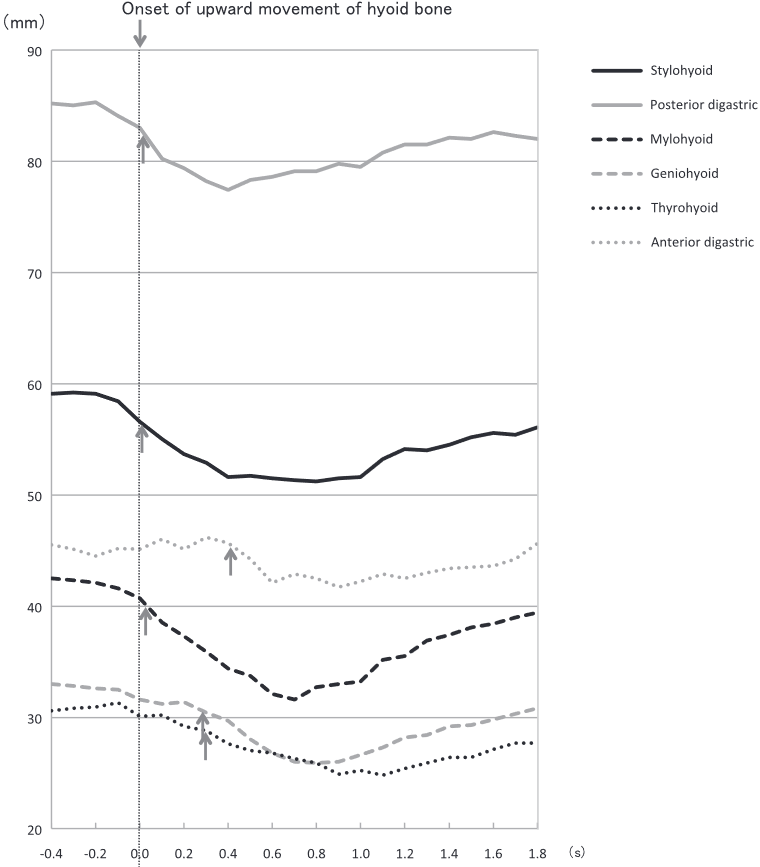 Onset of upward movement of hyoid bone
(mm)
90
80
70
60
50
40
30
20
-0.4 -0.2 0.0 0.2 0.4 0.6 0.8 1.0 1.2 1.4 1.6 1.8 (s)
Stylohyoid
Posterior digastric
Mylohyoid
Geniohyoid
Thyrohyoid
Anterior digastric